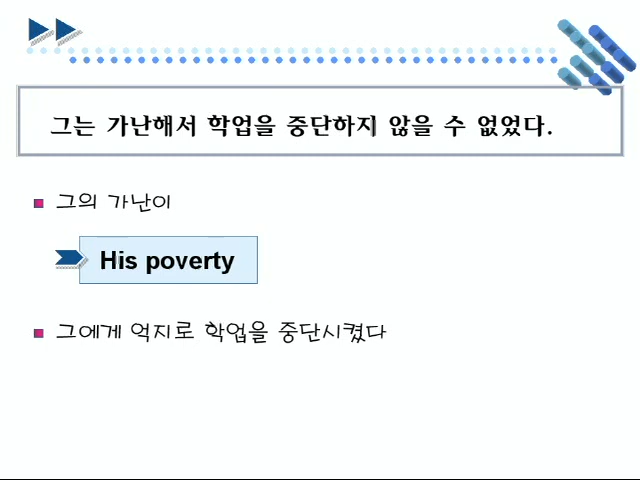 그는 가난해서 학업을 중단하지 않을 수 없었다.
그의 가난이
His poverty
그에게 억지로 학업을 중단시켰다